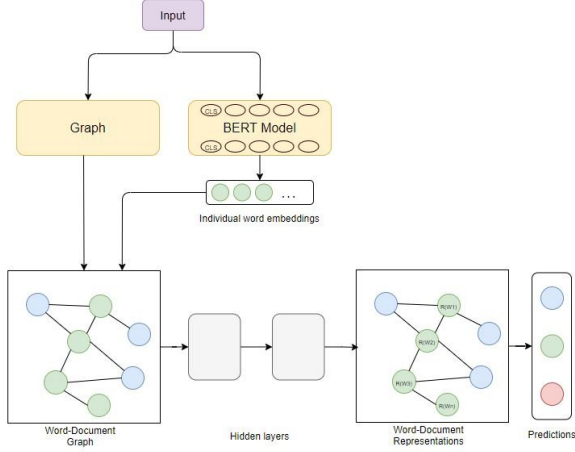 Input
Graph
CLS
BERT Model
CLS
...
Individual word embeddings
R(W1)
R(W2)
R(W3)
R(Wn)
Word-Document
Graph
Hidden layers
Word-Document
Representations
Predictions